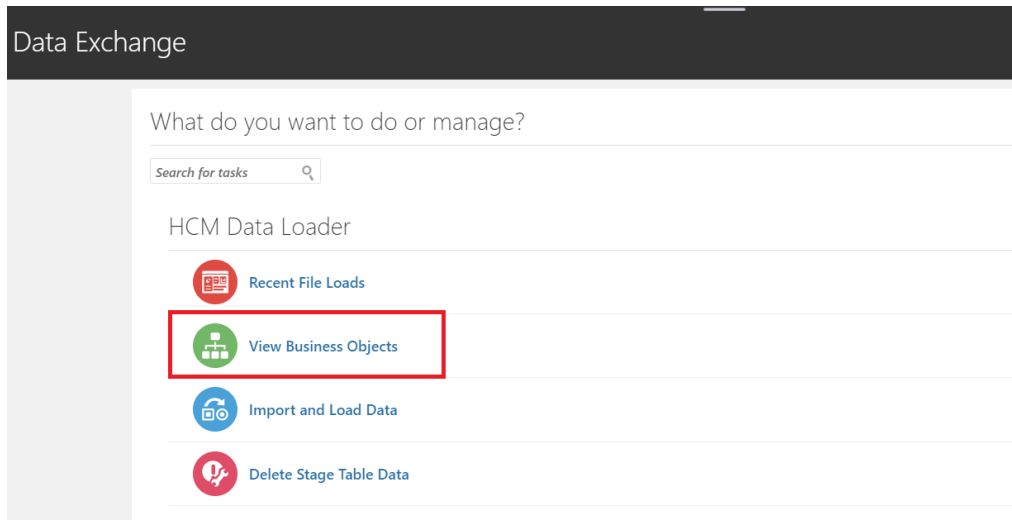 Data Exchange
What do you want to do or manage?
Search for tasks
HCM Data Loader
Recent File Loads
View Business Objects
Import and Load Data
Delete Stage Table Data